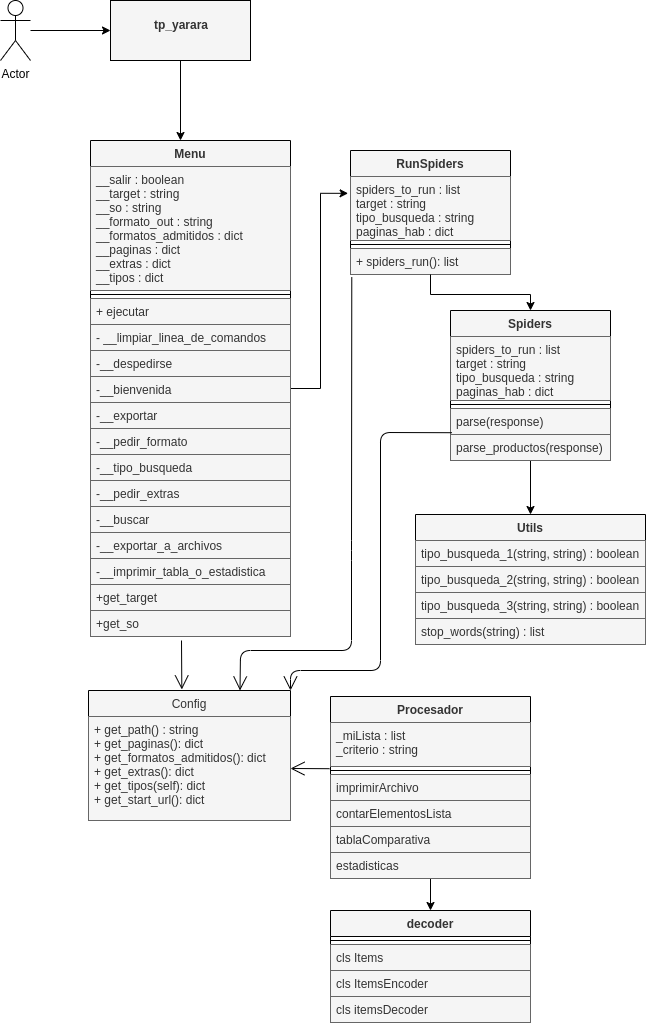 tp_yarara
Actor
Menu
__salir : boolean
__target : string
__so : string
__formato_out : string
__formatos_admitidos : dict
__paginas : dict
__extras : dict
__tipos : dict
+ ejecutar
- __limpiar_linea_de_comandos
-__despedirse
-__bienvenida
-__exportar
-__pedir_formato
-__tipo_busqueda
-__pedir_extras
-__buscar
-__exportar_a_archivos
-__imprimir_tabla_o_estadistica
+get_target
+get_so
RunSpiders
spiders_to_run : list
target : string
tipo_busqueda : string
paginas_hab : dict
+ spiders_run(): list
Spiders
spiders_to_run : list
target : string
tipo_busqueda : string
paginas_hab : dict
parse(response)
parse_productos(response)
Utils
tipo_busqueda_1(string, string) : boolean
tipo_busqueda_2(string, string) : boolean
tipo_busqueda_3(string, string) : boolean
stop_words(string) : list
Config
+ get_path() : string
+ get_paginas(): dict
+ get_formatos_admitidos(): dict
+ get_extras(): dict
+ get_tipos(self): dict
+ get_start_url(): dict
Procesador
_miLista : list
_criterio : string
imprimirArchivo
contarElementosLista
tablaComparativa
estadisticas
decoder
cls Items
cls ItemsEncoder
cls itemsDecoder